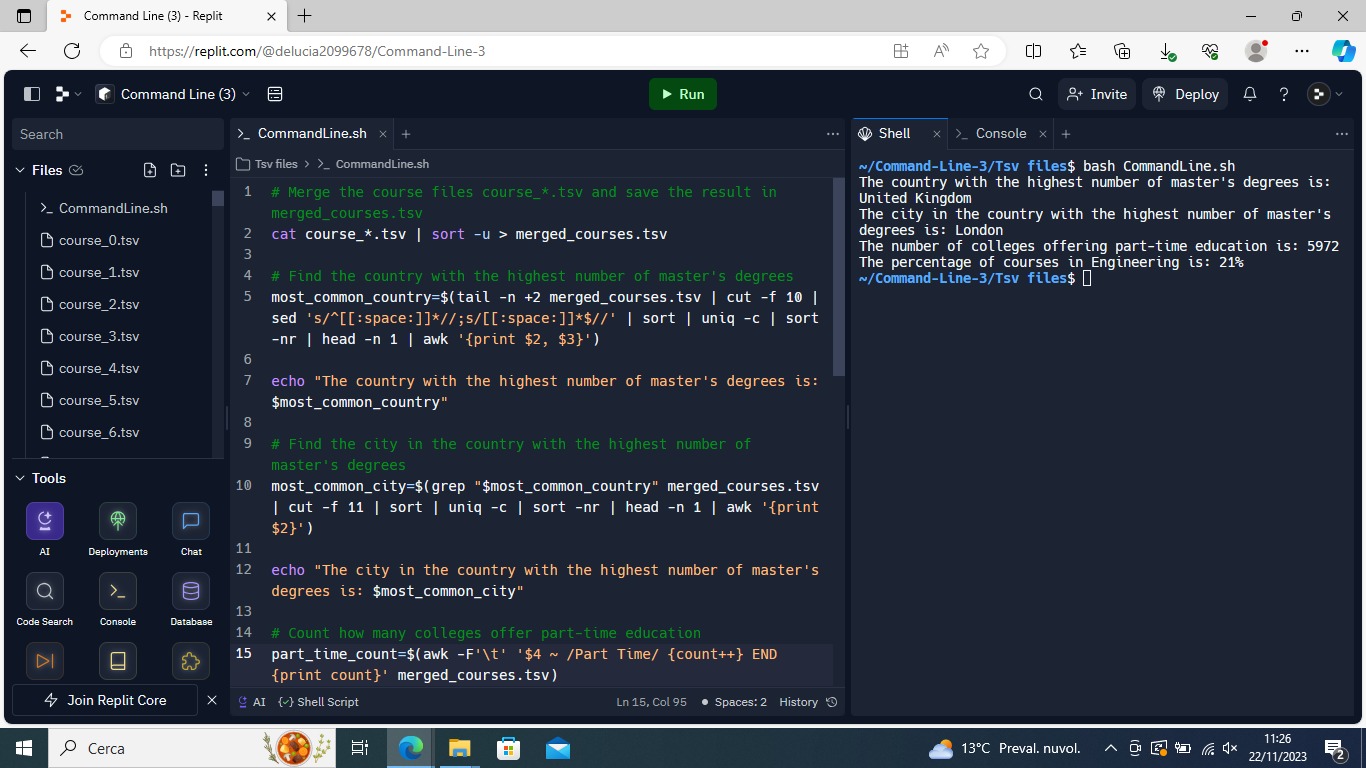 Command Line (3) - Replit
https://replit.com/@delucia2099678/Command-Line-3
Command Line (3)
Run
Invite
Deploy
Search
Files
CommandLine.sh
course_0.tsv
course_1.tsv
course_2.tsv
course_3.tsv
course_4.tsv
course_5.tsv
course_6.tsv
Tools
AI
Deployments
Chat
Code Search
Console
Database
Join Replit Core
CommandLine.sh
Tsv files > CommandLine.sh
1 # Merge the course files course_*.tsv and save the result in
merged_courses.tsv
2 cat course_*.tsv | sort -u > merged_courses.tsv
3
4 # Find the country with the highest number of master's degrees
5 most_common_country=$(tail -n +2 merged_courses.tsv | cut -f 10 |
sed 's/^[[:space:]]*//;s/[[:space:]]*$//' | sort | uniq -c | sort
-nr | head -n 1 | awk '{print $2, $3}')
6
7 echo "The country with the highest number of master's degrees is:
$most_common_country"
8
9 # Find the city in the country with the highest number of
master's degrees
10 most_common_city=$(grep "$most_common_country" merged_courses.tsv
| cut -f 11 | sort | uniq -c | sort -nr | head -n 1 | awk '{print
$2}')
11
12 echo "The city in the country with the highest number of master's
degrees is: $most_common_city"
13
14 # Count how many colleges offer part-time education
15 part_time_count=$(awk -F'\t' '$4 ~ /Part Time/ {count++} END
{print count}' merged_courses.tsv)
AI
Shell Script
Ln 15, Col 95
Spaces: 2
History
Shell
Console
~/Command-Line-3/Tsv files$ bash CommandLine.sh
The country with the highest number of master's degrees is:
United Kingdom
The city in the country with the highest number of master's
degrees is: London
The number of colleges offering part-time education is: 5972
The percentage of courses in Engineering is: 21%
~/Command-Line-3/Tsv files$
Cerca
13°C Preval. nuvol.
11:26
22/11/2023
2